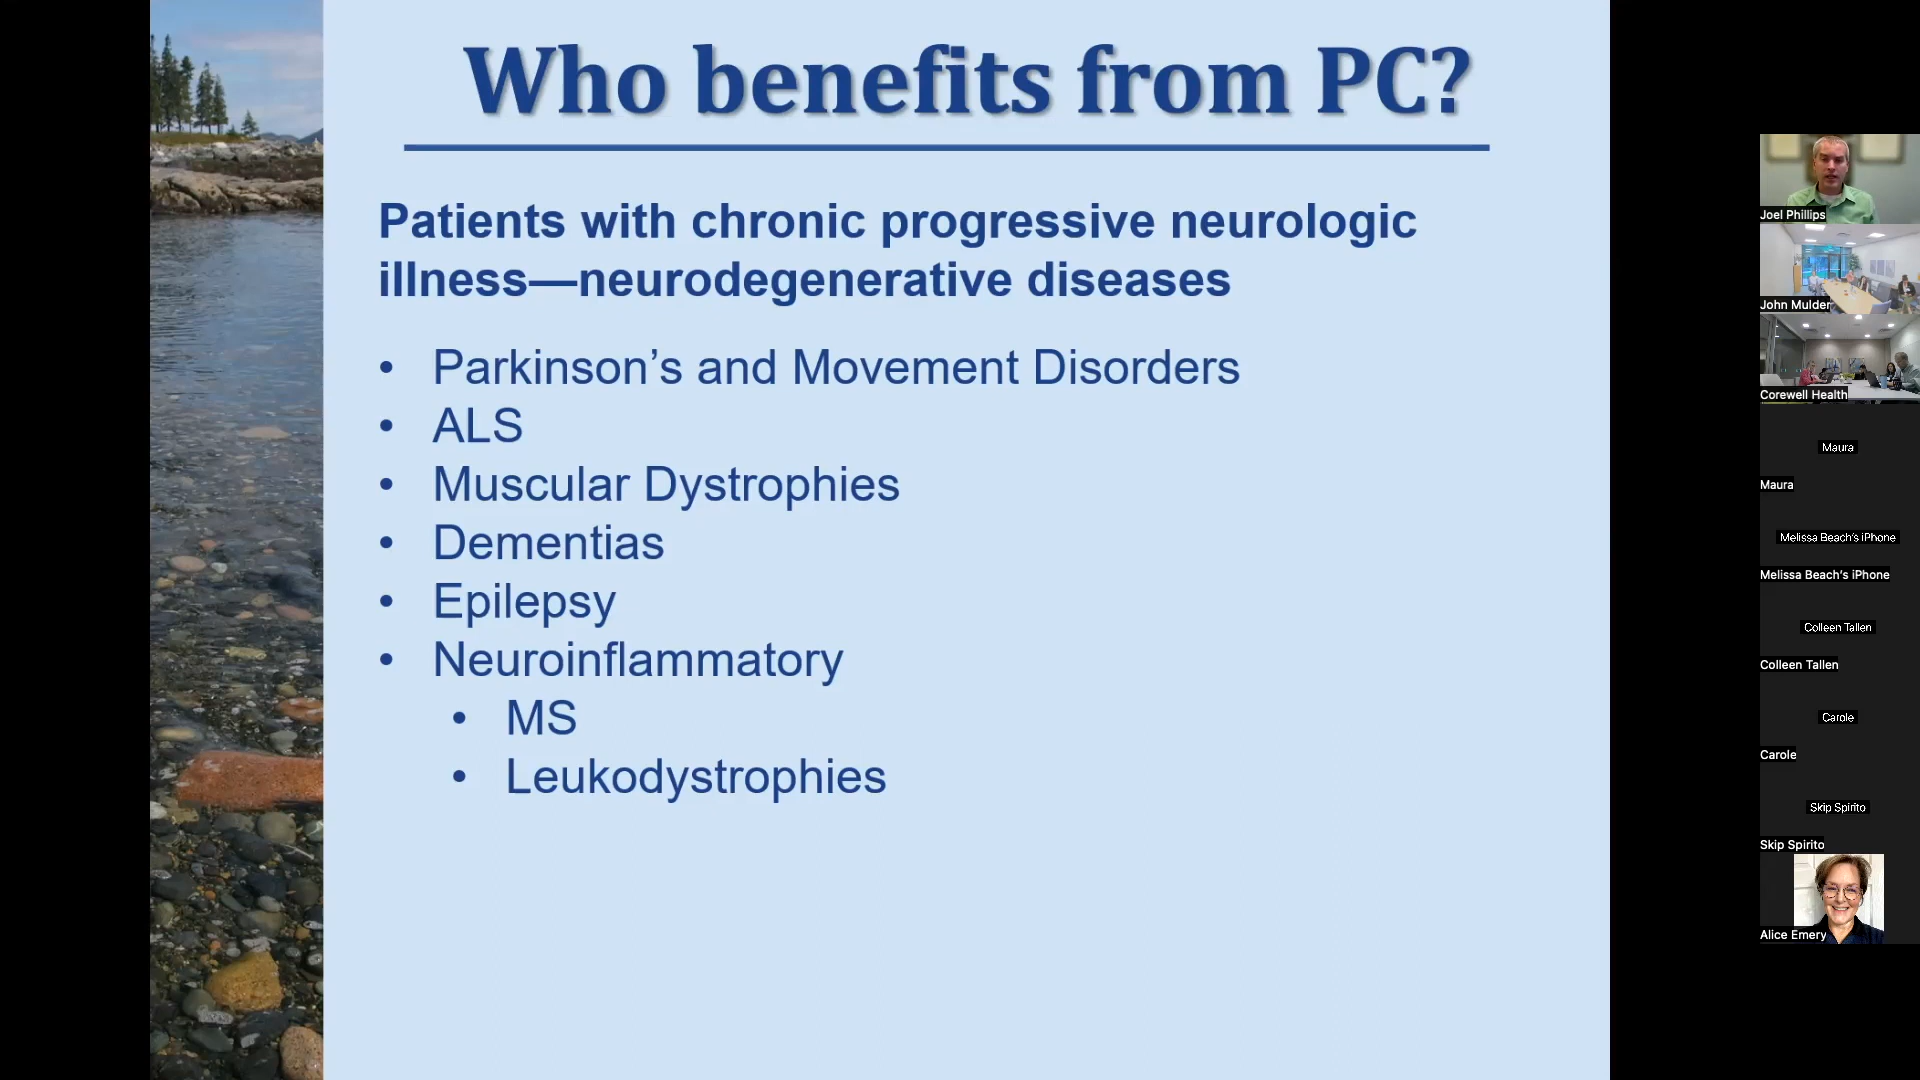 Who benefits from PC?
Patients with chronic progressive neurologic
illness—neurodegenerative diseases
• Parkinson’s and Movement Disorders
• ALS
• Muscular Dystrophies
• Dementias
• Epilepsy
• Neuroinflammatory
• MS
• Leukodystrophies
Joel Phillips
John Mulder
Corewell Health
Maura
Maura
Melissa Beach’s iPhone
Melissa Beach’s iPhone
Colleen Tallen
Colleen Tallen
Carole
Carole
Skip Spirito
Skip Spirito
Alice Emery